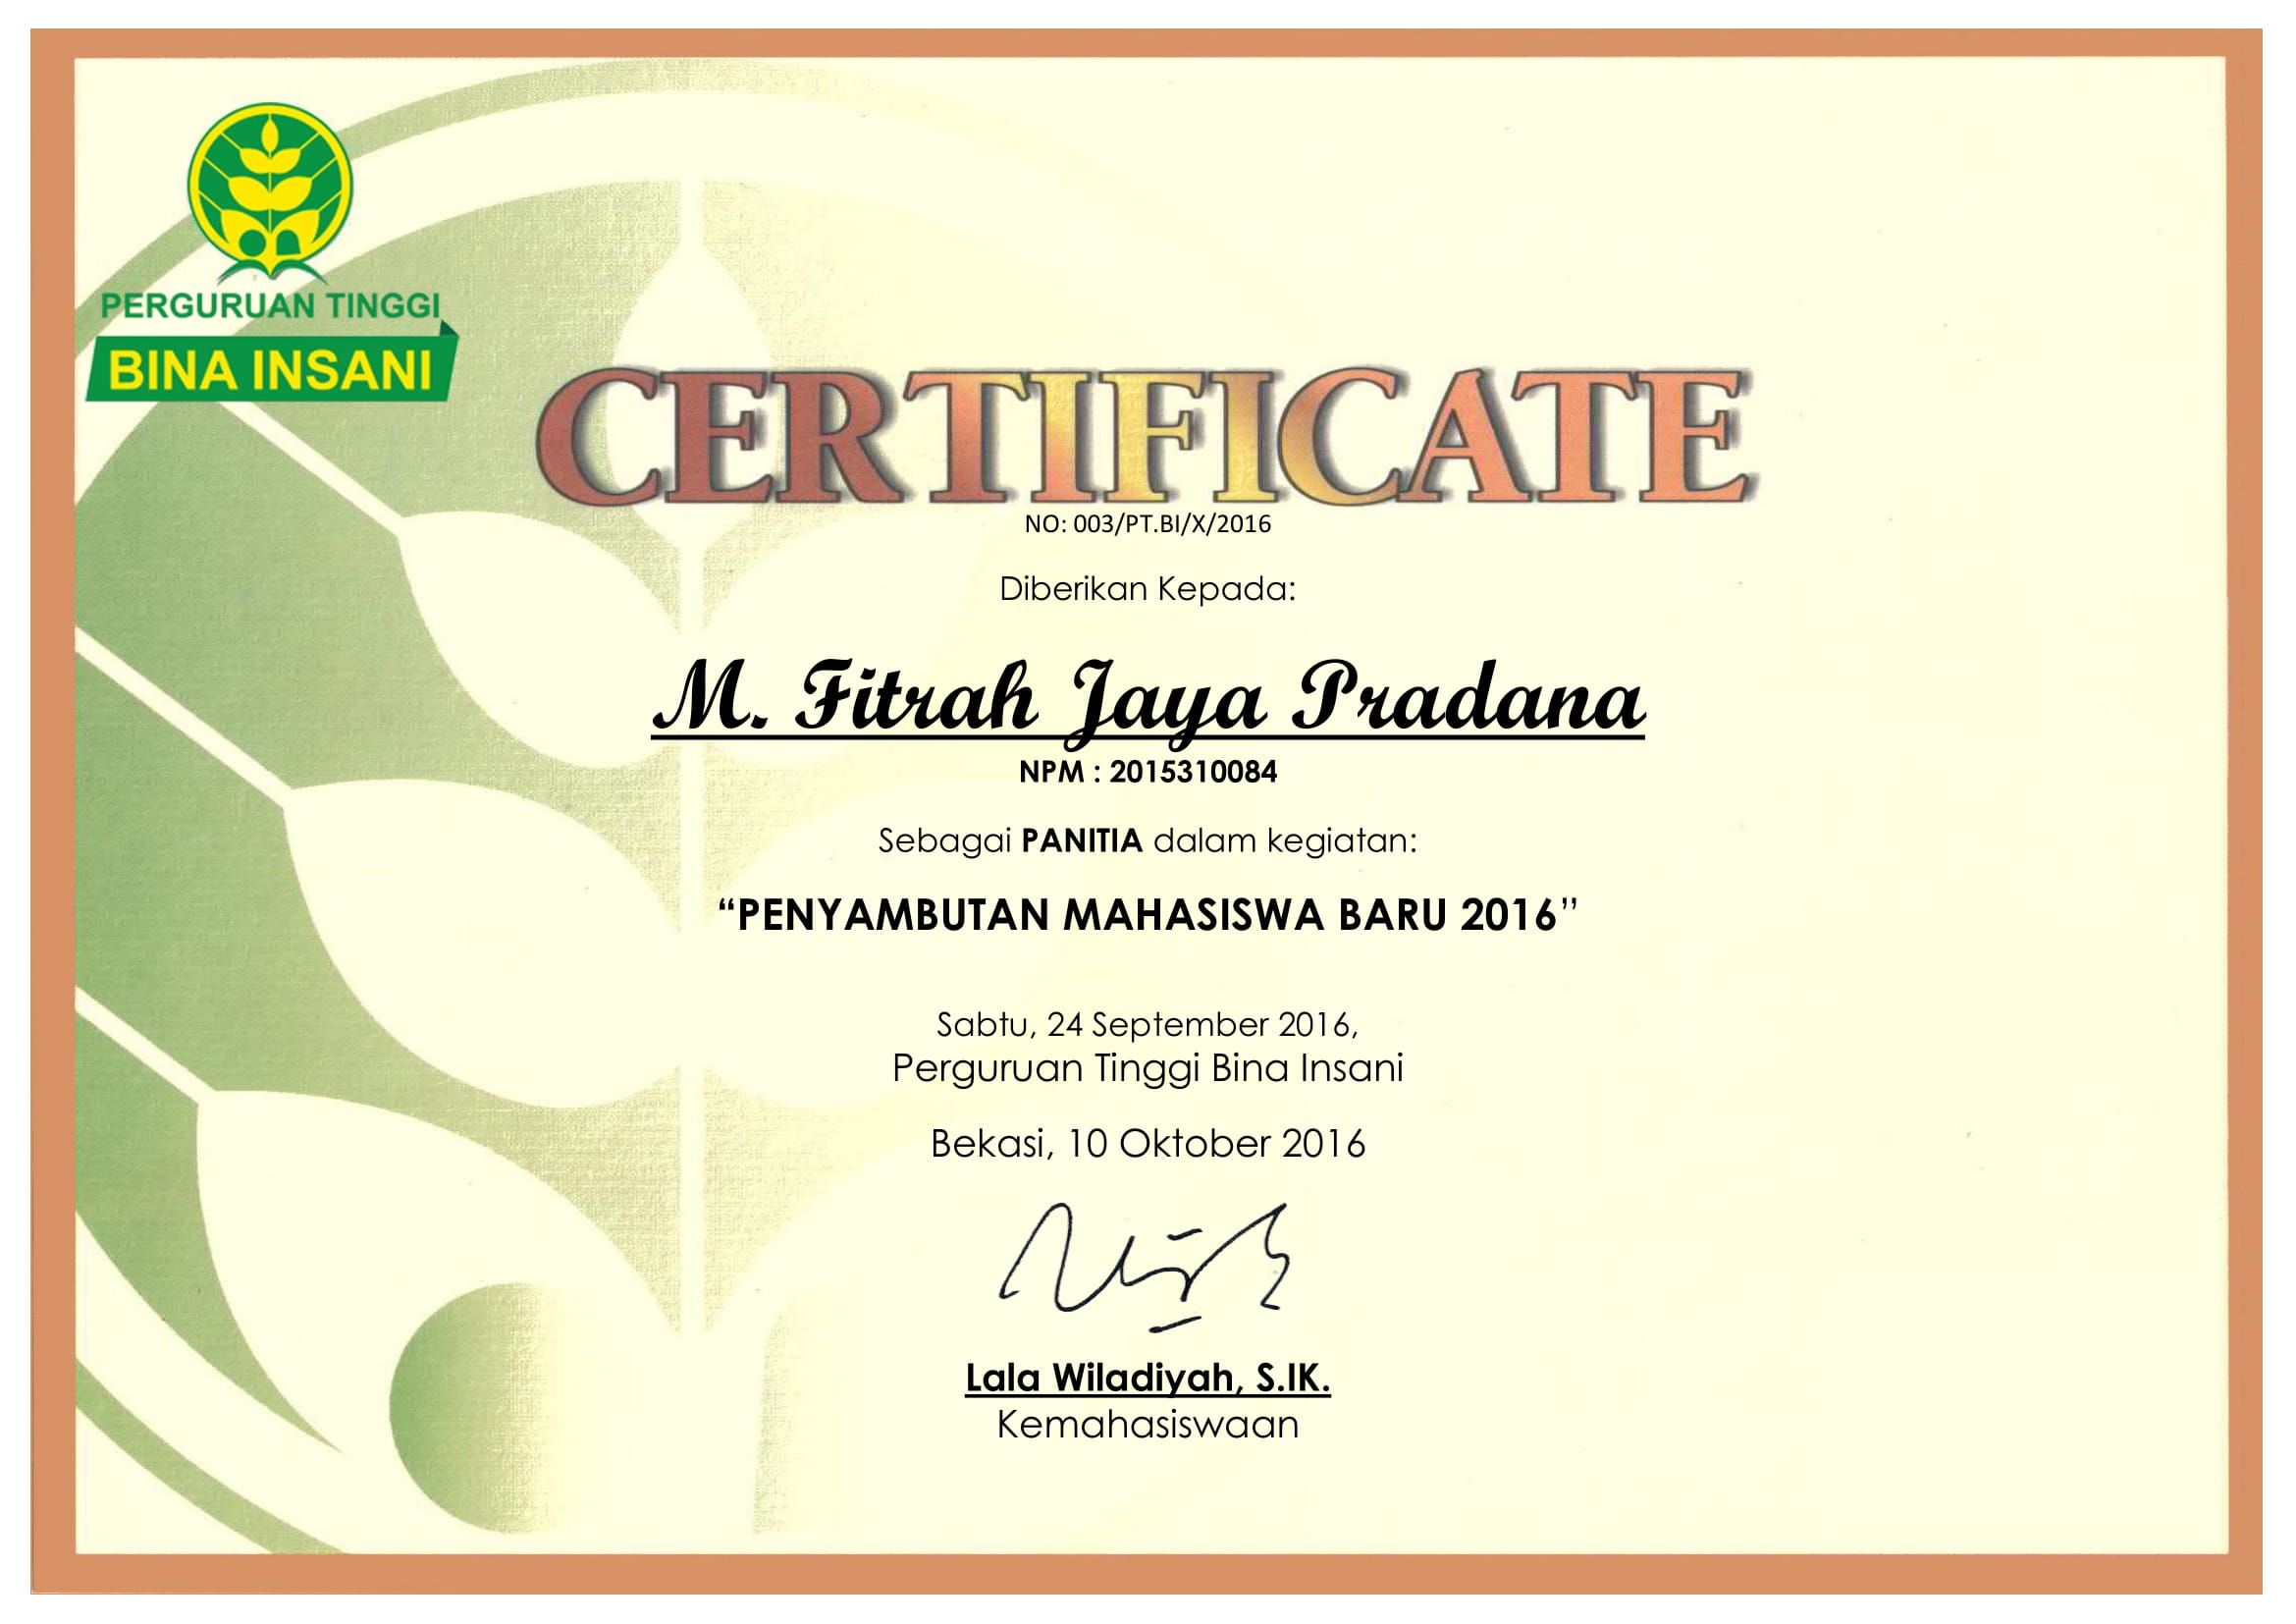 PERGURUAN TINGGI
BINA INSANI
CERTIFICATE
NO: 003/PT.BI/X/2016
Diberikan Kepada:
M. Fitrah Jaya Pradana
NPM : 2015310084
Sebagai PANITIA dalam kegiatan:
“PENYAMBUTAN MAHASISWA BARU 2016”
Sabtu, 24 September 2016,
Perguruan Tinggi Bina Insani
Bekasi, 10 Oktober 2016
Lala Wiladiyah, S.IK.
Kemahasiswaan